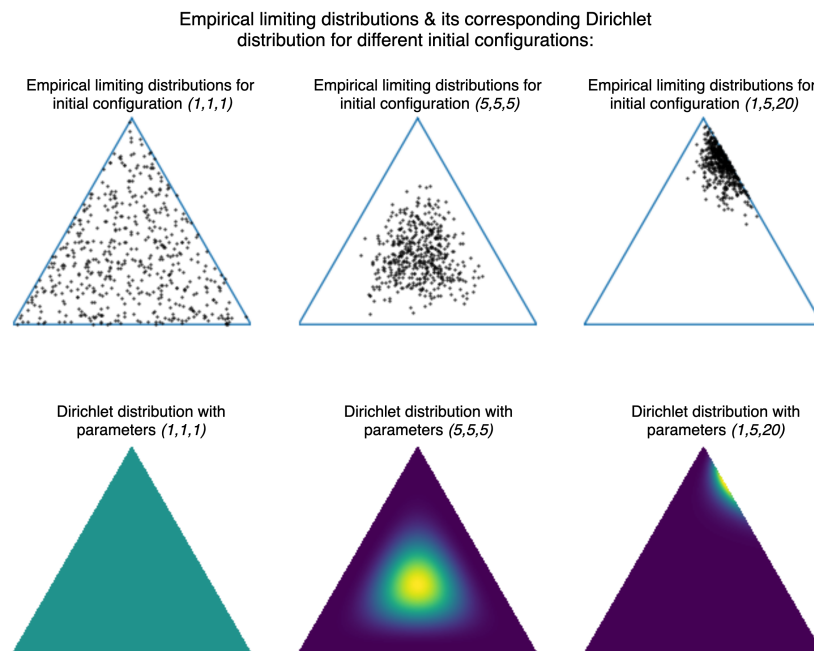 Empirical limiting distributions & its corresponding Dirichlet
distribution for different initial configurations:
Empirical limiting distributions for
initial configuration (1,1,1)
Empirical limiting distributions for
initial configuration (5,5,5)
Empirical limiting distributions for
initial configuration (1,5,20)
Dirichlet distribution with
parameters (1,1,1)
Dirichlet distribution with
parameters (5,5,5)
Dirichlet distribution with
parameters (1,5,20)